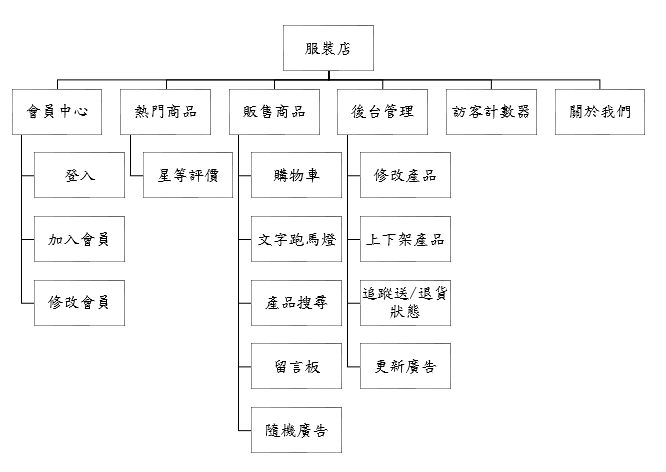 服裝店
會員中心
熱門商品
販售商品
後台管理
訪客計數器
關於我們
登入
星等評價
購物車
修改產品
加入會員
文字跑馬燈
上下架產品
修改會員
產品搜尋
追蹤送/退貨
狀態
留言板
更新廣告
隨機廣告